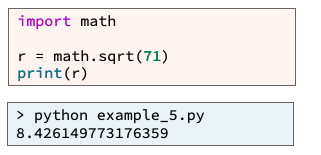 import math
r = math.sqrt(71)
print(r)
> python example_5.py
8.426149773176359